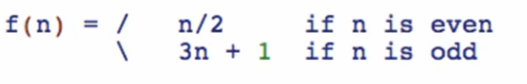 f(n) = /   n/2      if n is even
       \   3n + 1   if n is odd